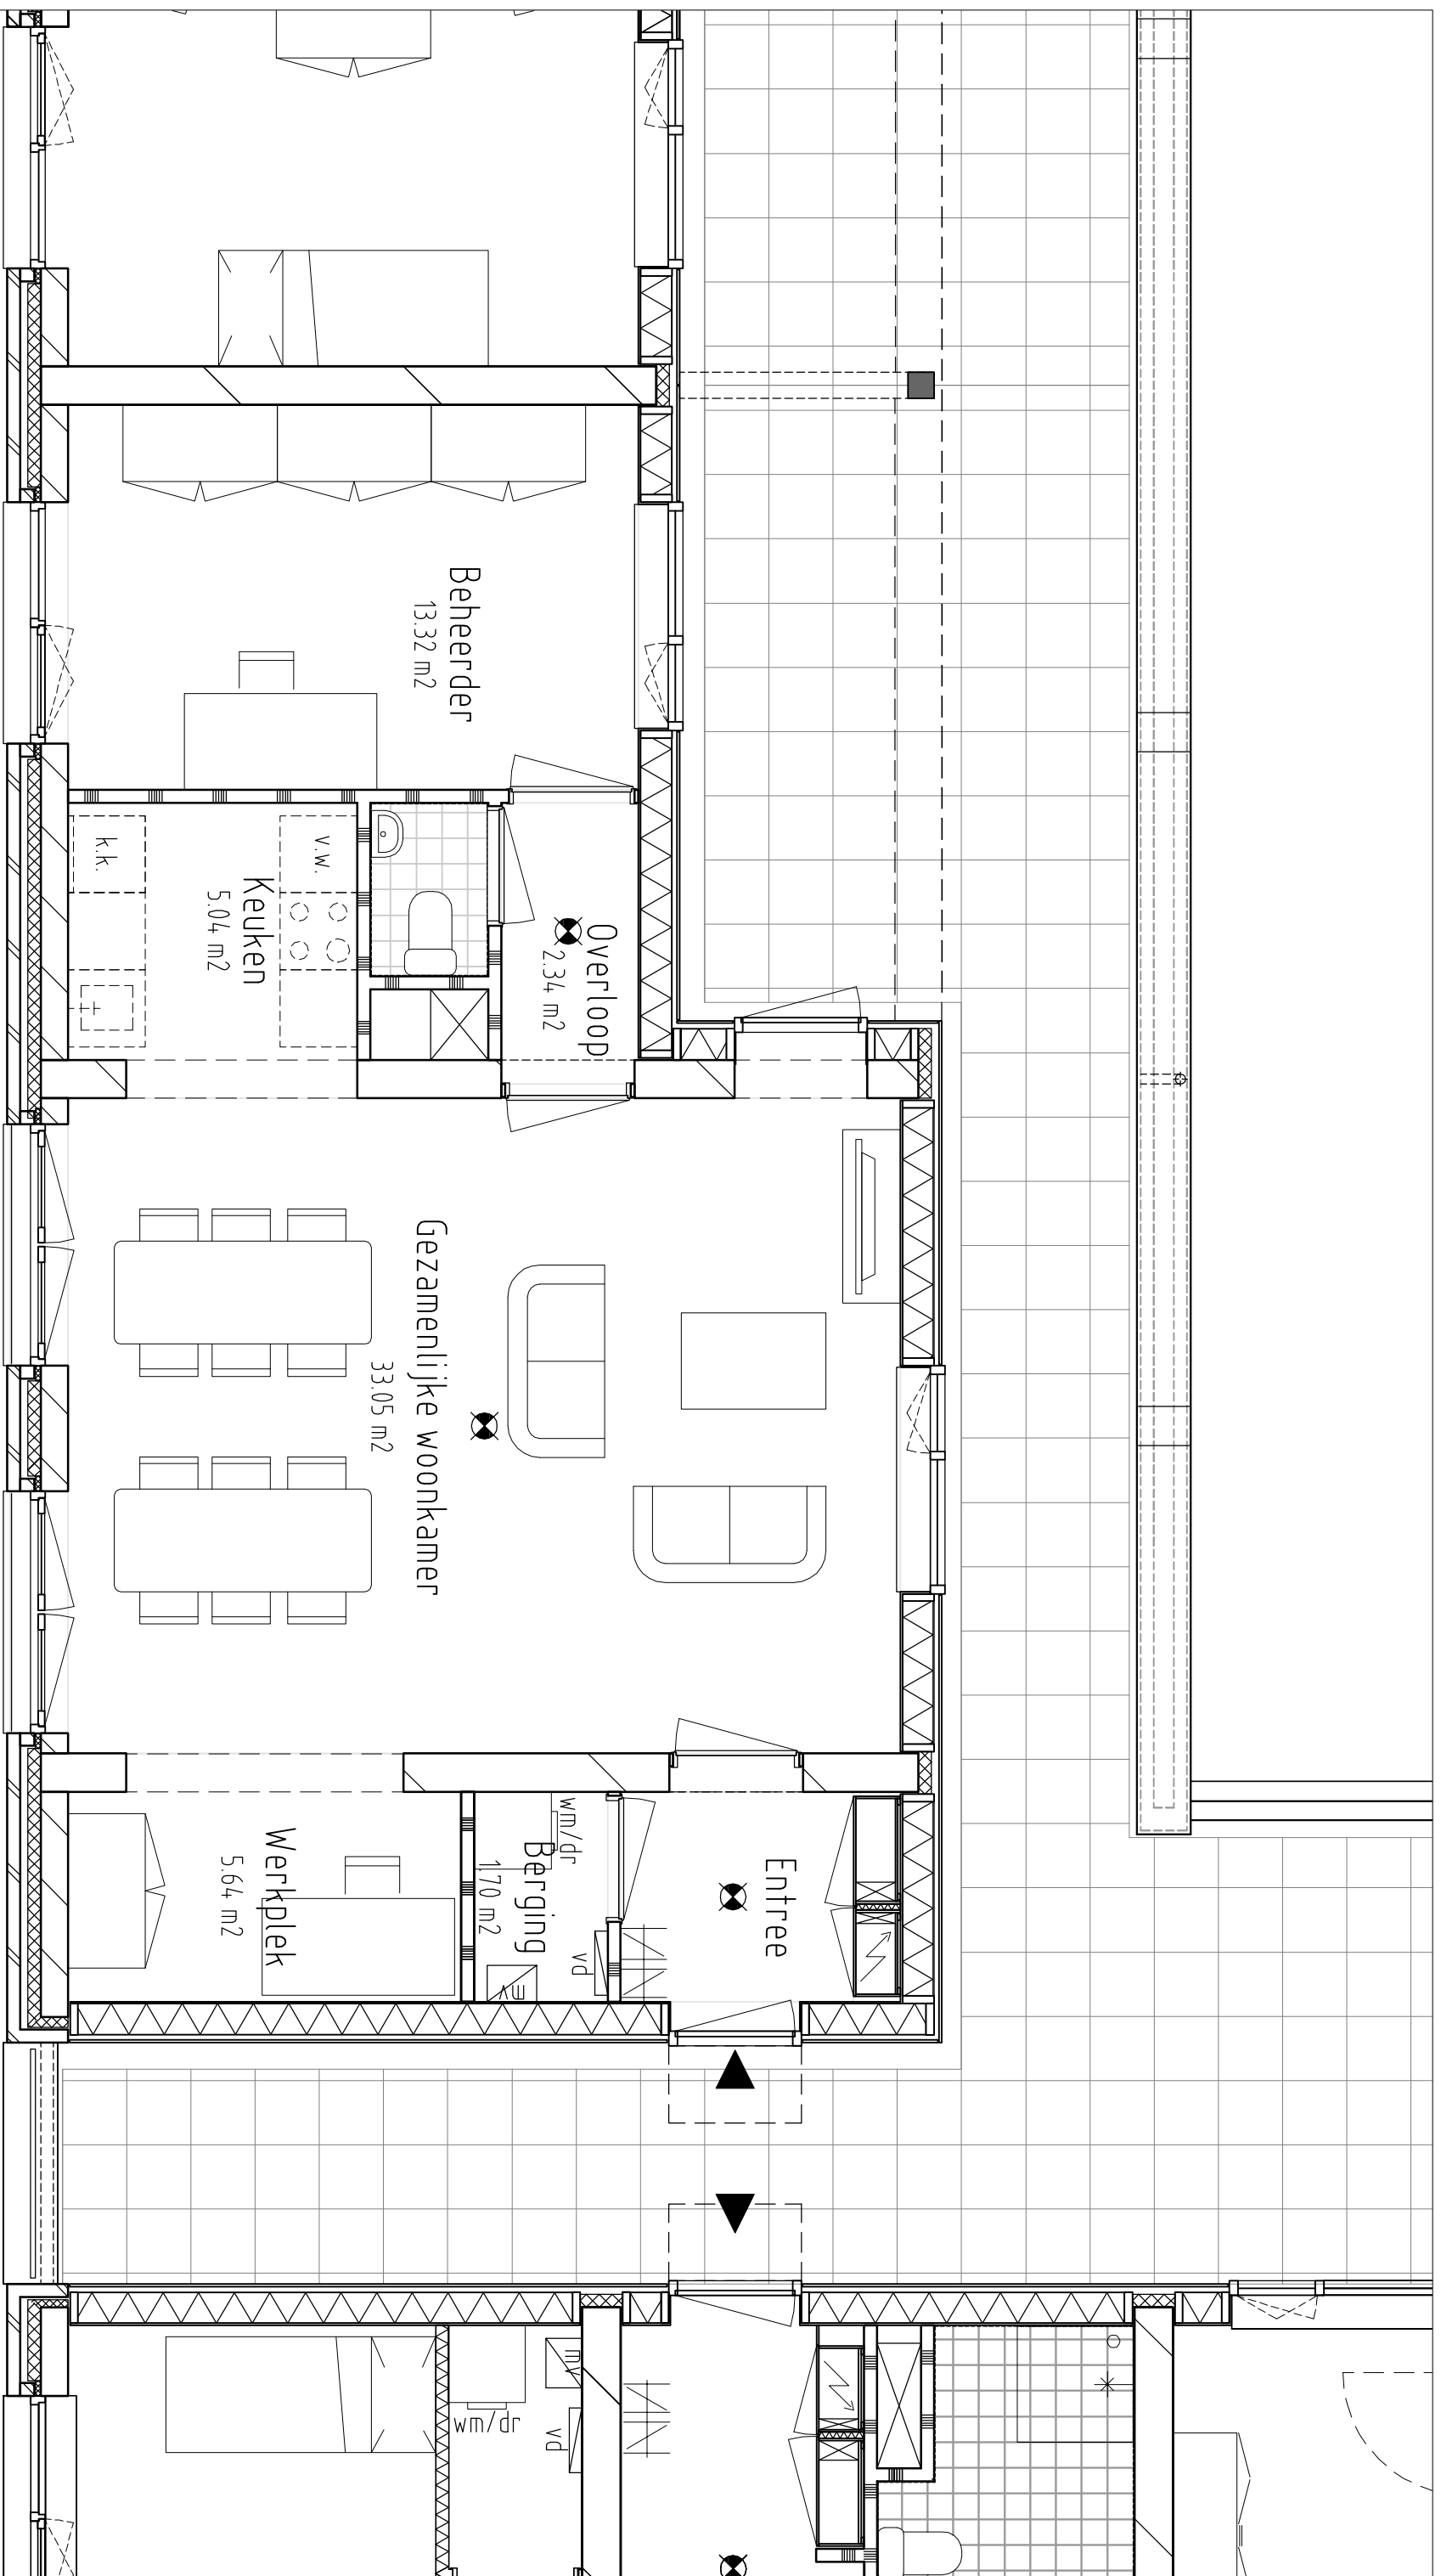 Beheerder
13.32 m2
k.k.
v.w.
Keuken
5.04 m2
Overloop
2.34 m2
Gezamenlijke woonkamer
33.05 m2
Werkplek
5.64 m2
wm/dr
Berging
1.70 m2
vd
mv
Entree
mv
wm/dr
vd